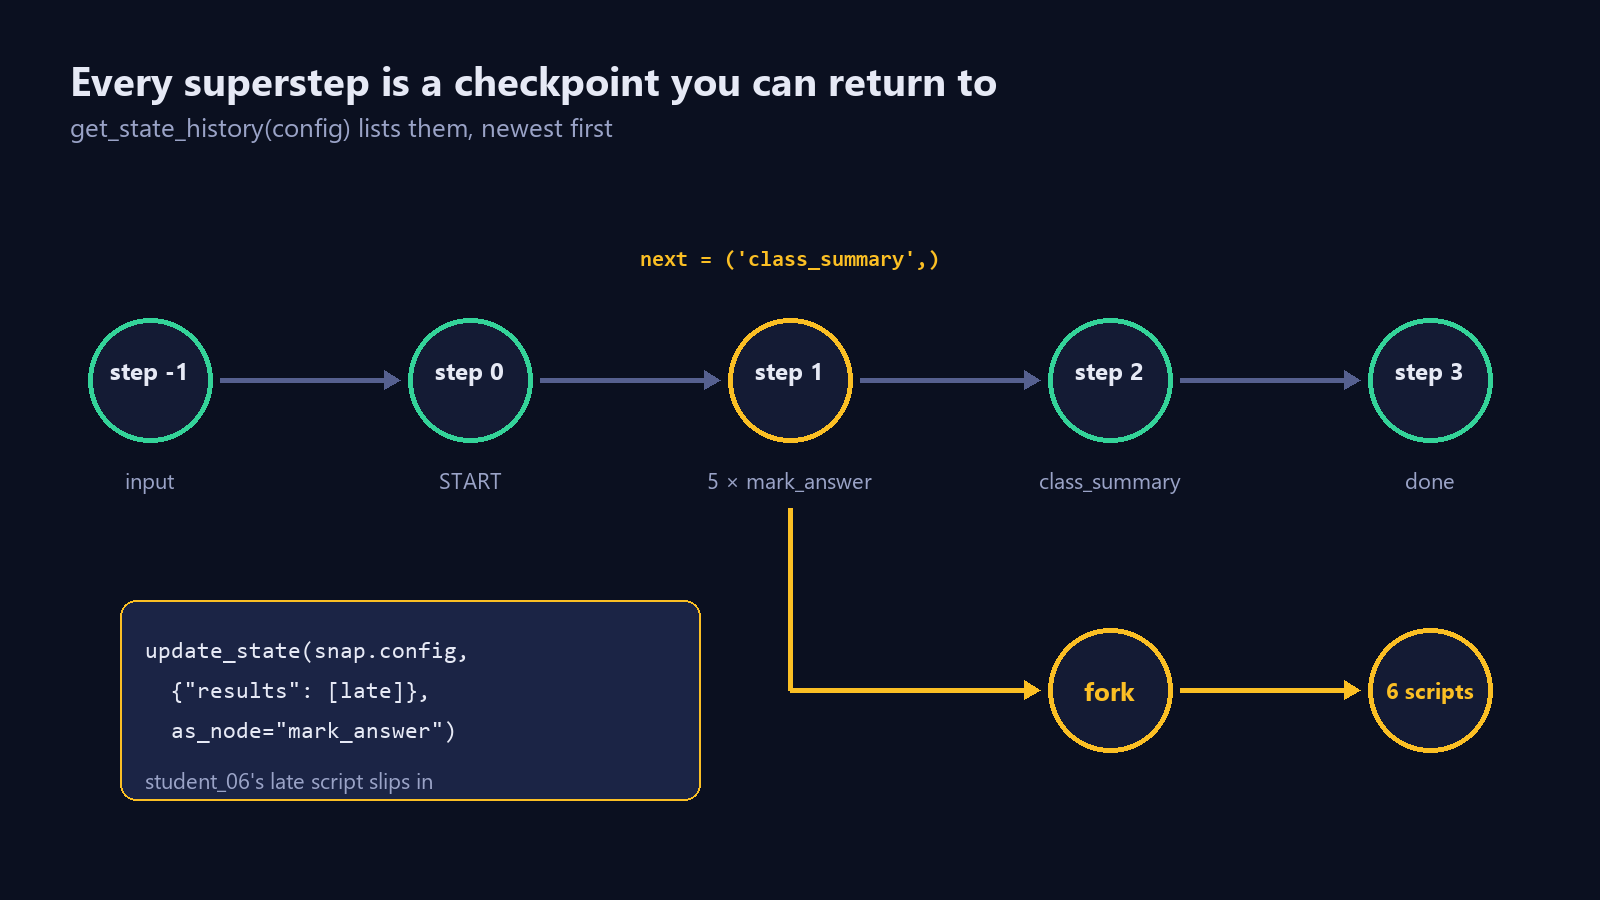 Every superstep is a checkpoint you can return to
get_state_history(config) lists them, newest first
next = ('class_summary',)
step -1
step 0
step 1
step 2
step 3
input
START
5 × mark_answer
class_summary
done
update_state(snap.config,
{"results": [late]},
as_node="mark_answer")
student_06's late script slips in
fork
6 scripts